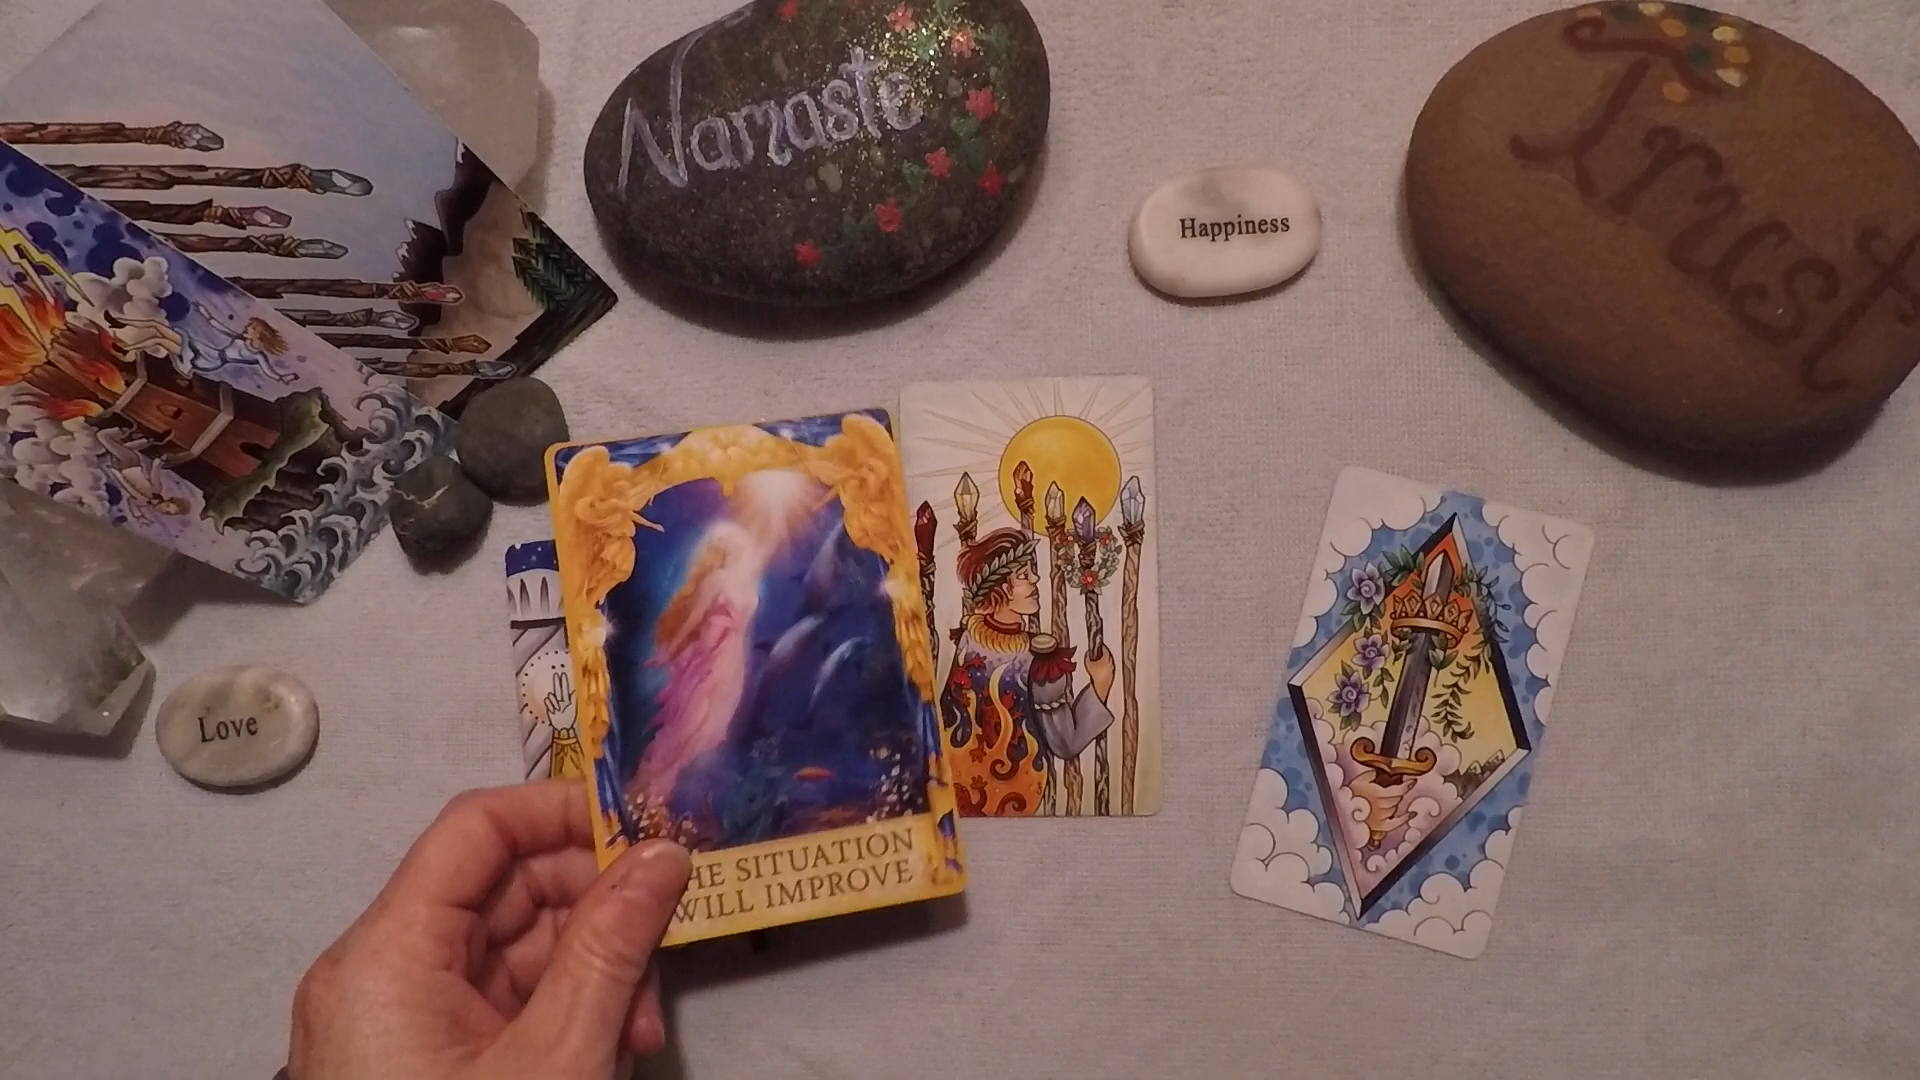 Namaste
Happiness
Trust
Love
HE SITUATION
WILL IMPROVE